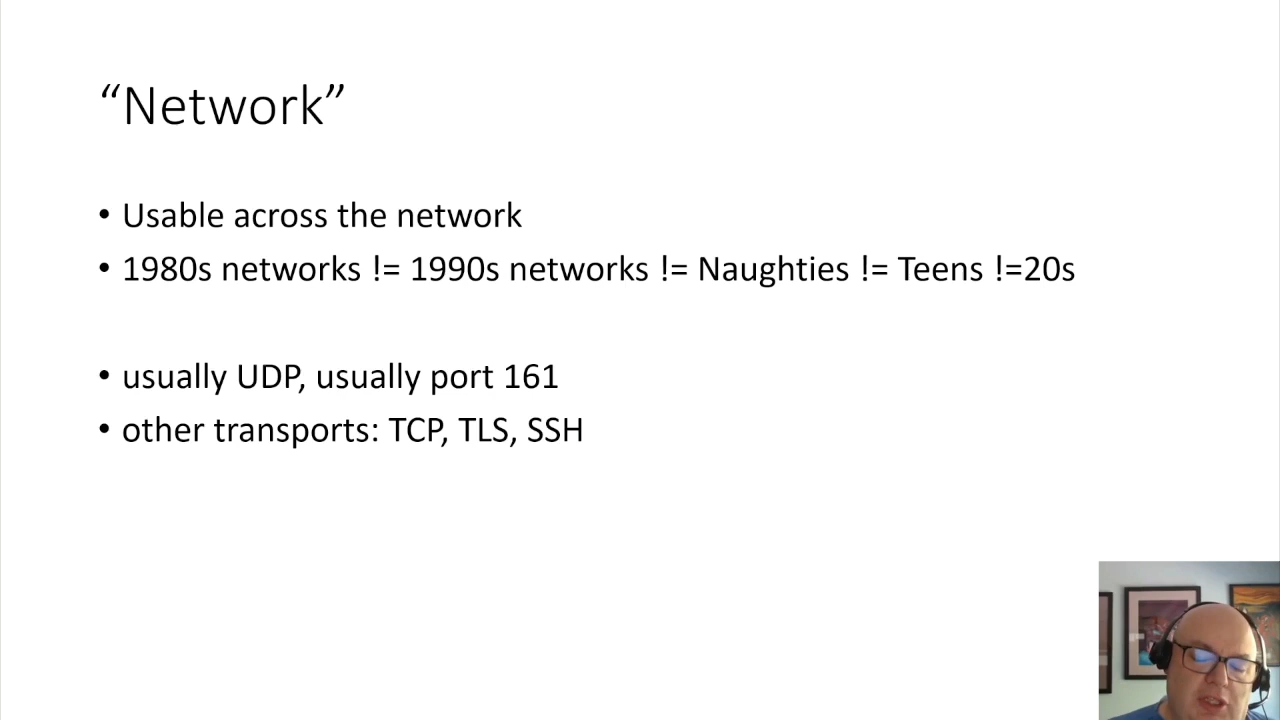 “Network”
• Usable across the network
• 1980s networks != 1990s networks != Naughties != Teens !=20s
• usually UDP, usually port 161
• other transports: TCP, TLS, SSH